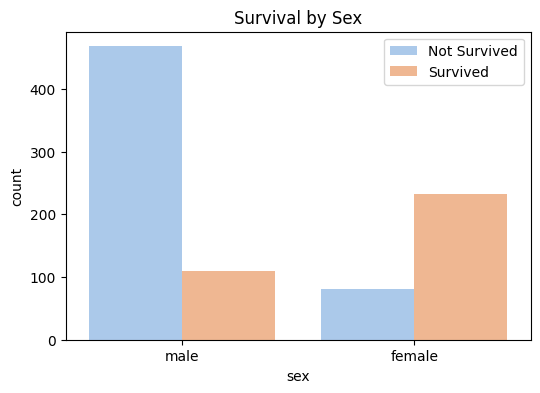 Survival by Sex
Not Survived
Survived
400
300
200
100
0
count
male
female
sex